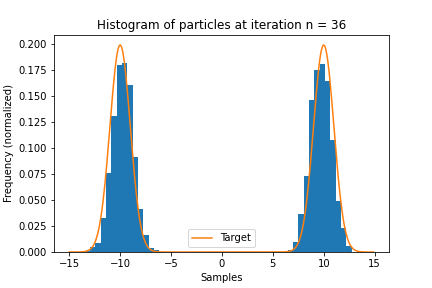 Histogram of particles at iteration n = 36
0.200
0.175
0.150
0.125
0.100
0.075
0.050
0.025
0.000
Frequency (normalized)
Target
−15 −10 −5 0 5 10 15
Samples